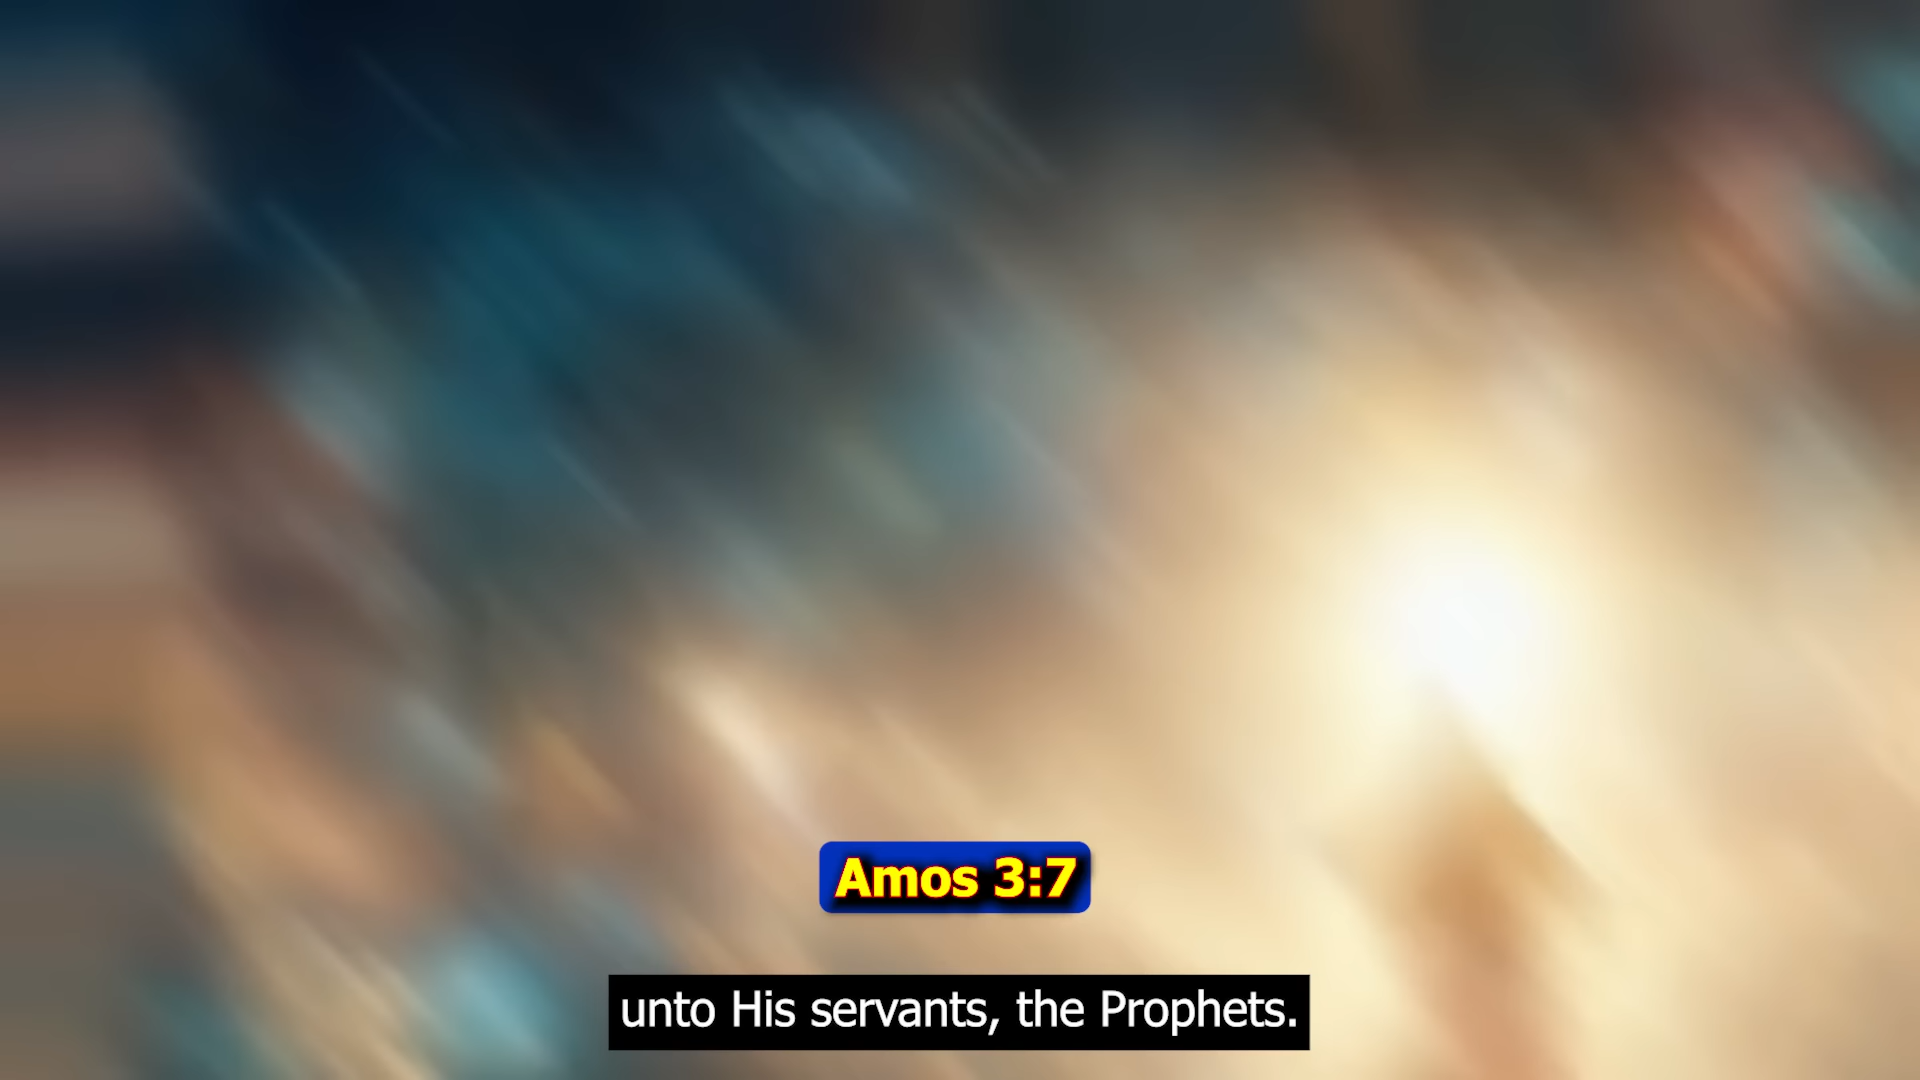 Amos 3:7
unto His servants, the Prophets.